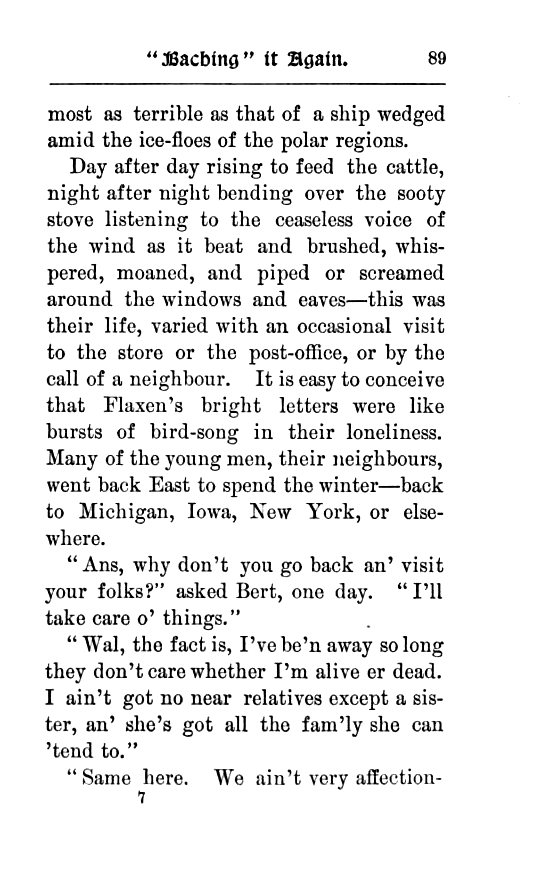 "Baching" it Again. 89
most as terrible as that of a ship wedged
amid the ice-floes of the polar regions.
Day after day rising to feed the cattle,
night after night bending over the sooty
stove listening to the ceaseless voice of
the wind as it beat and brushed, whis-
pered, moaned, and piped or screamed
around the windows and eaves—this was
their life, varied with an occasional visit
to the store or the post-office, or by the
call of a neighbour. It is easy to conceive
that Flaxen's bright letters were like
bursts of bird-song in their loneliness.
Many of the young men, their neighbours,
went back East to spend the winter—back
to Michigan, Iowa, New York, or else-
where.
"Ans, why don't you go back an' visit
your folks?" asked Bert, one day. "I'll
take care o' things."
"Wal, the fact is, I've be'n away so long
they don't care whether I'm alive er dead.
I ain't got no near relatives except a sis-
ter, an' she's got all the fam'ly she can
'tend to."
"Same here. We ain't very affection-
7